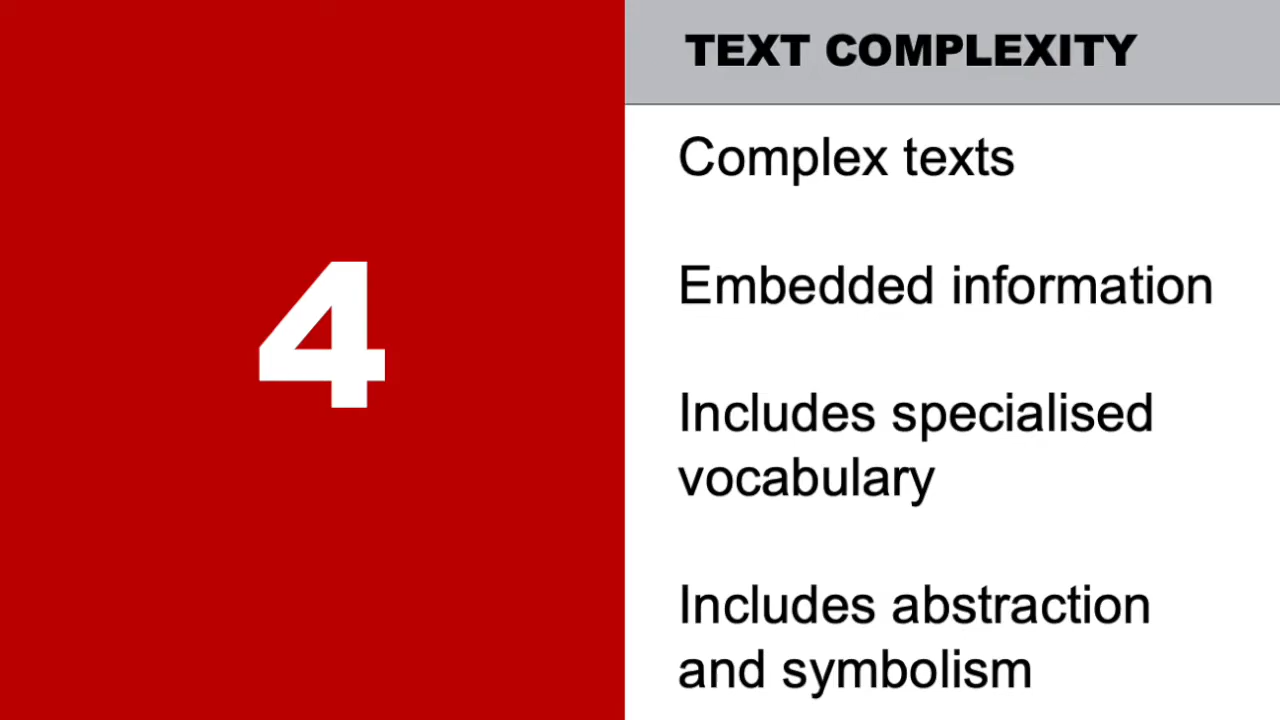 4
TEXT COMPLEXITY
Complex texts
Embedded information
Includes specialised
vocabulary
Includes abstraction
and symbolism